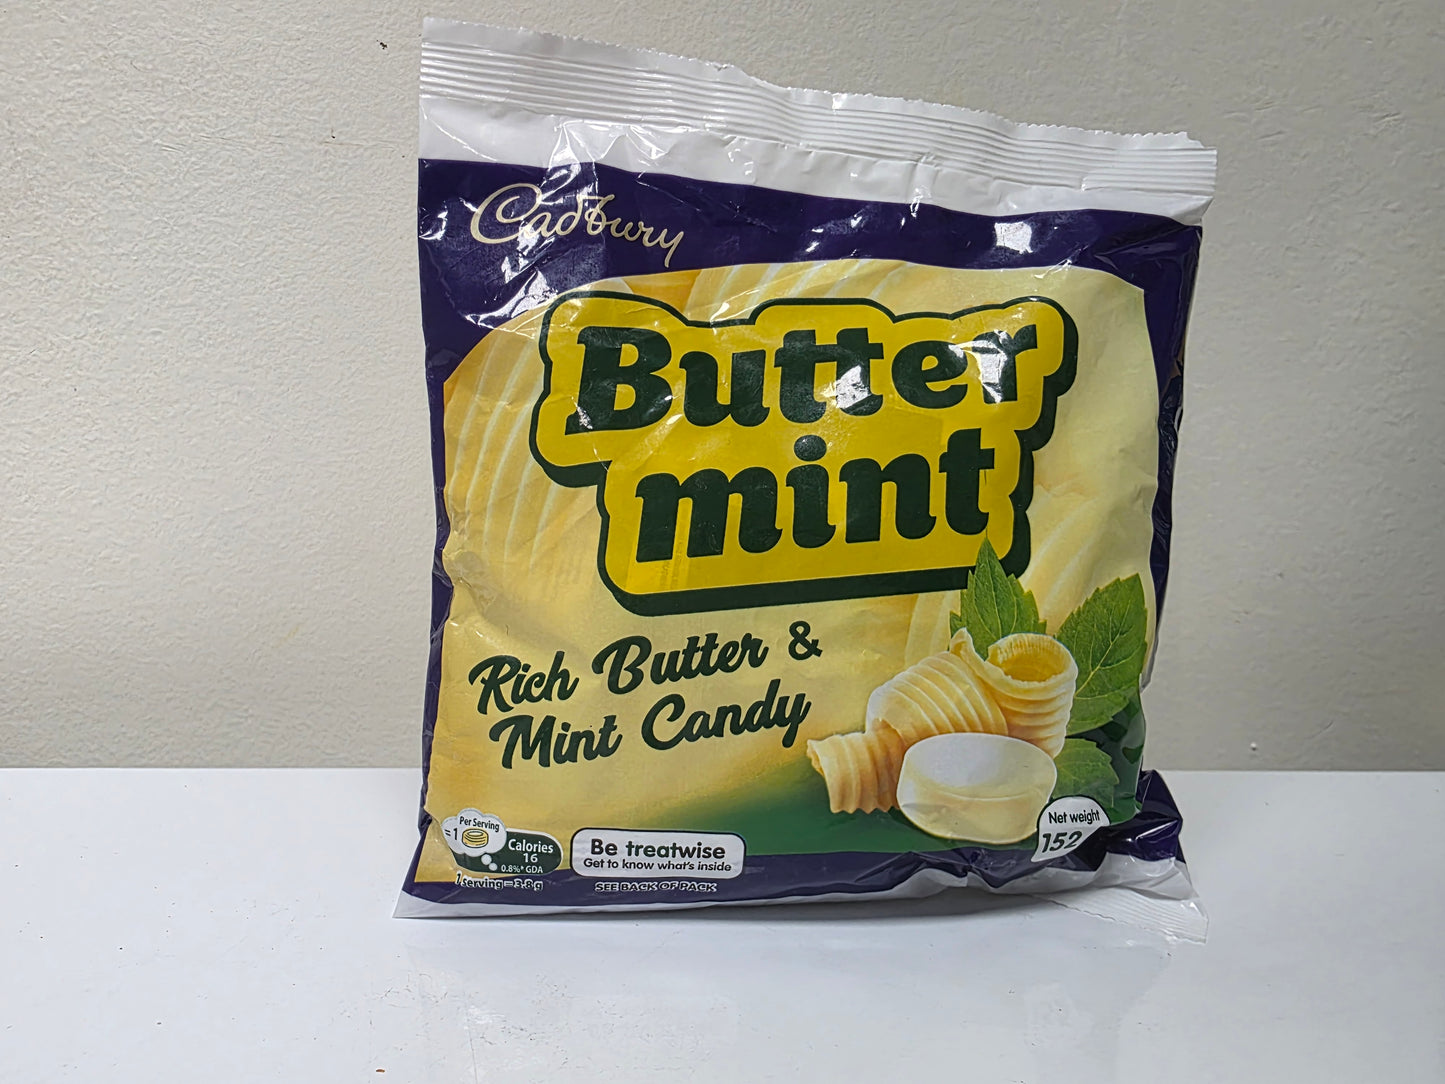 Cadbury
Butter
mint
Rich Butter &
Mint Candy
Per Serving
= 1
Calories
16
0.8%* GDA
1 serving = 3.8 g
Be treatwise
Get to know what's inside
SEE BACK OF PACK
Net weight
152